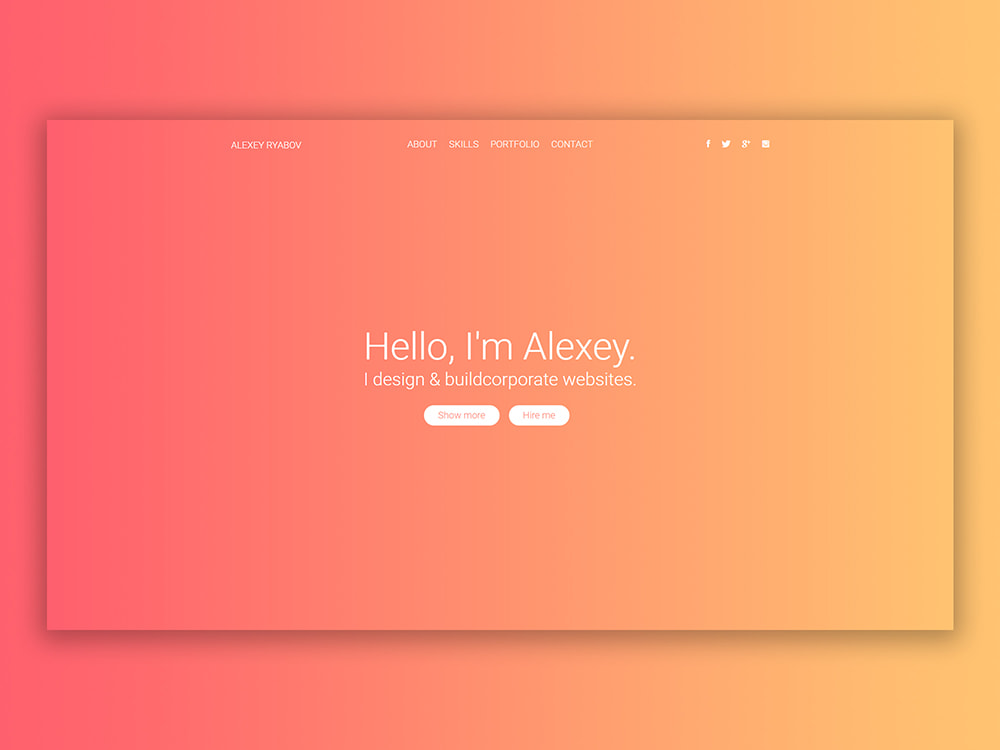 ALEXEY RYABOV
ABOUT SKILLS PORTFOLIO CONTACT
Hello, I'm Alexey.
I design & buildcorporate websites.
Show more
Hire me